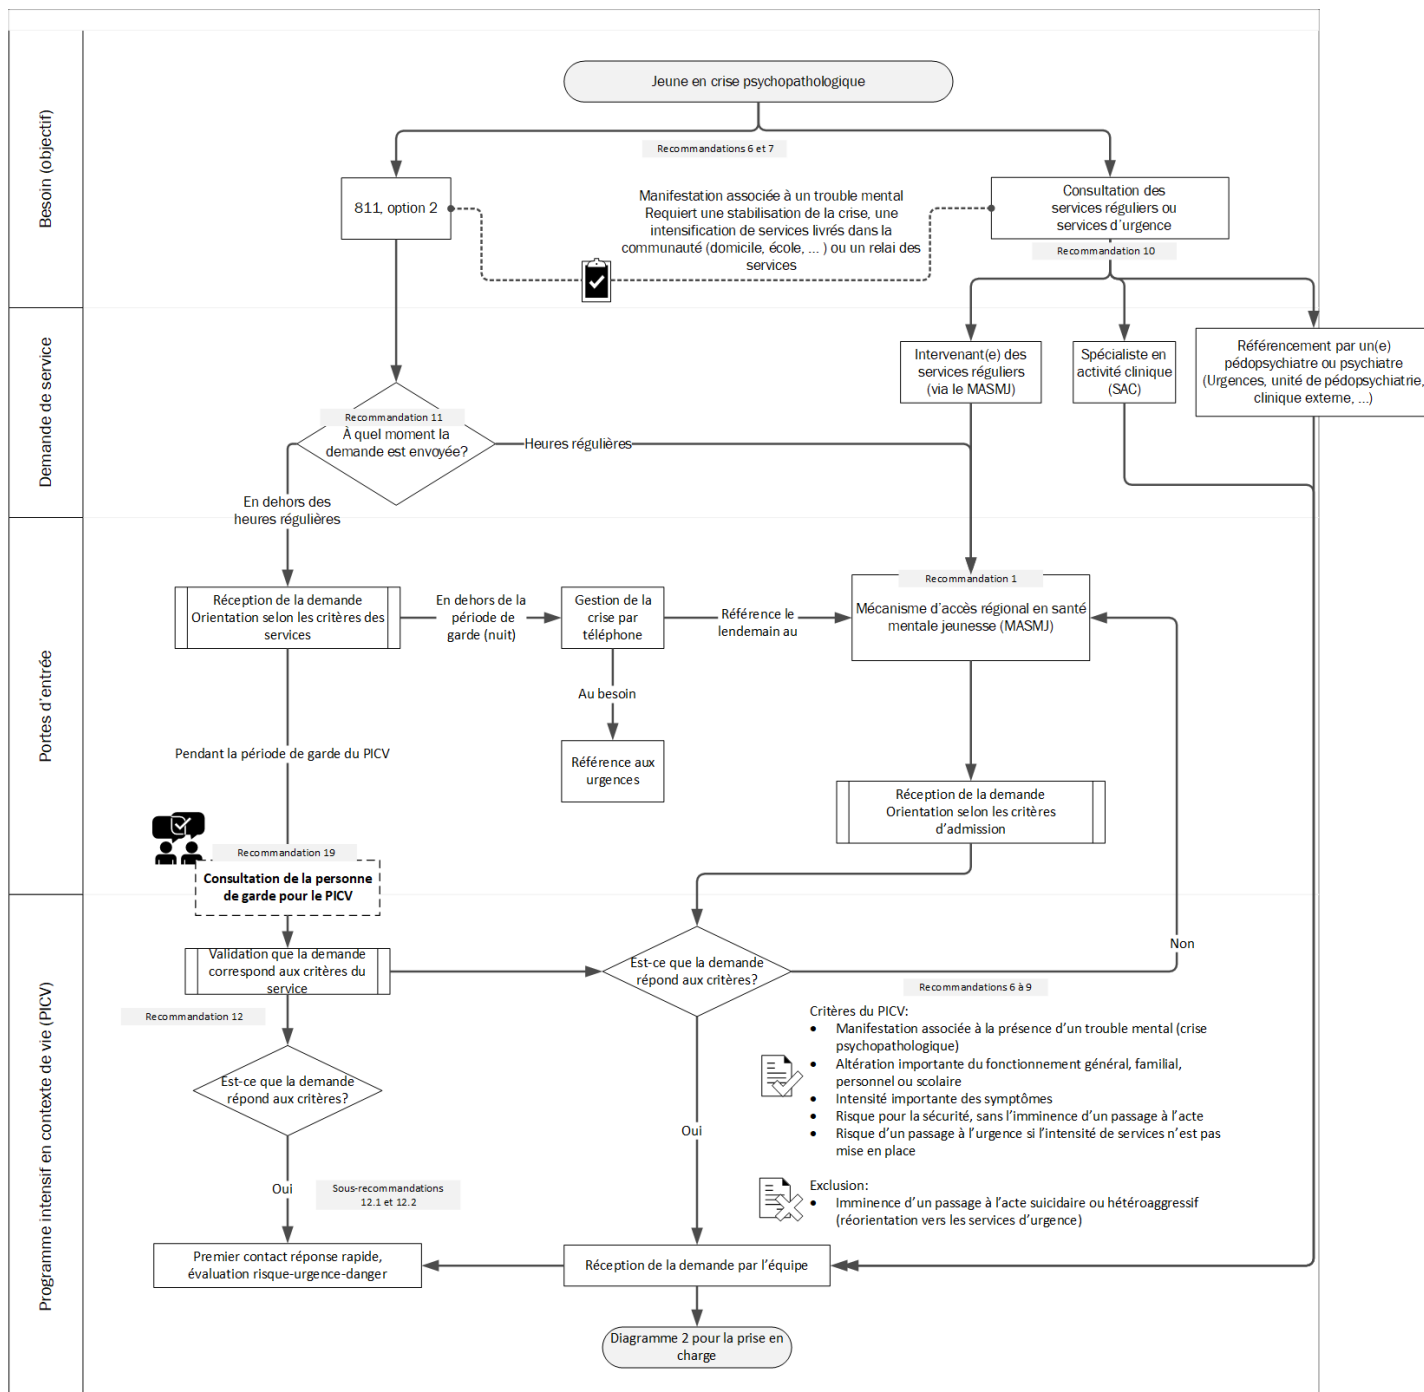 Besoin (objectif)
Jeune en crise psychopathologique
Recommandations 6 et 7
811, option 2
Manifestation associée à un trouble mental
Requiert une stabilisation de la crise, une
intensification de services livrés dans la
communauté (domicile, école, ... ) ou un relai des
services
Consultation des
services réguliers ou
services d'urgence
Recommandation 10
Demande de service
Intervenant(e) des
services réguliers
(via le MASMJ)
Spécialiste en
activité clinique
(SAC)
Référencement par un(e)
pédopsychiatre ou psychiatre
(Urgences, unité de pédopsychiatrie,
clinique externe, ...)
Recommandation 11
À quel moment la
demande est envoyée?
Heures régulières
En dehors des
heures régulières
Portes d'entrée
Réception de la demande
Orientation selon les critères des
services
En dehors de la
période de
garde (nuit)
Gestion de la
crise par
téléphone
Référence le
lendemain au
Recommandation 1
Mécanisme d'accès régional en santé
mentale jeunesse (MASMJ)
Au besoin
Référence aux
urgences
Pendant la période de garde du PICV
Réception de la demande
Orientation selon les critères
d'admission
Recommandation 19
Consultation de la personne
de garde pour le PICV
Programme intensif en contexte de vie (PICV)
Validation que la demande
correspond aux critères du
service
Est-ce que la demande
répond aux critères?
Non
Recommandations 6 à 9
Recommandation 12
Est-ce que la demande
répond aux critères?
Critères du PICV:
• Manifestation associée à la présence d'un trouble mental (crise
psychopathologique)
• Altération importante du fonctionnement général, familial,
personnel ou scolaire
• Intensité importante des symptômes
• Risque pour la sécurité, sans l'imminence d'un passage à l'acte
• Risque d'un passage à l'urgence si l'intensité de services n'est pas
mise en place
Oui
Exclusion:
• Imminence d'un passage à l'acte suicidaire ou hétéroaggressif
(réorientation vers les services d'urgence)
Oui
Sous-recommandations
12.1 et 12.2
Premier contact réponse rapide,
évaluation risque-urgence-danger
Réception de la demande par l'équipe
Diagramme 2 pour la prise en
charge